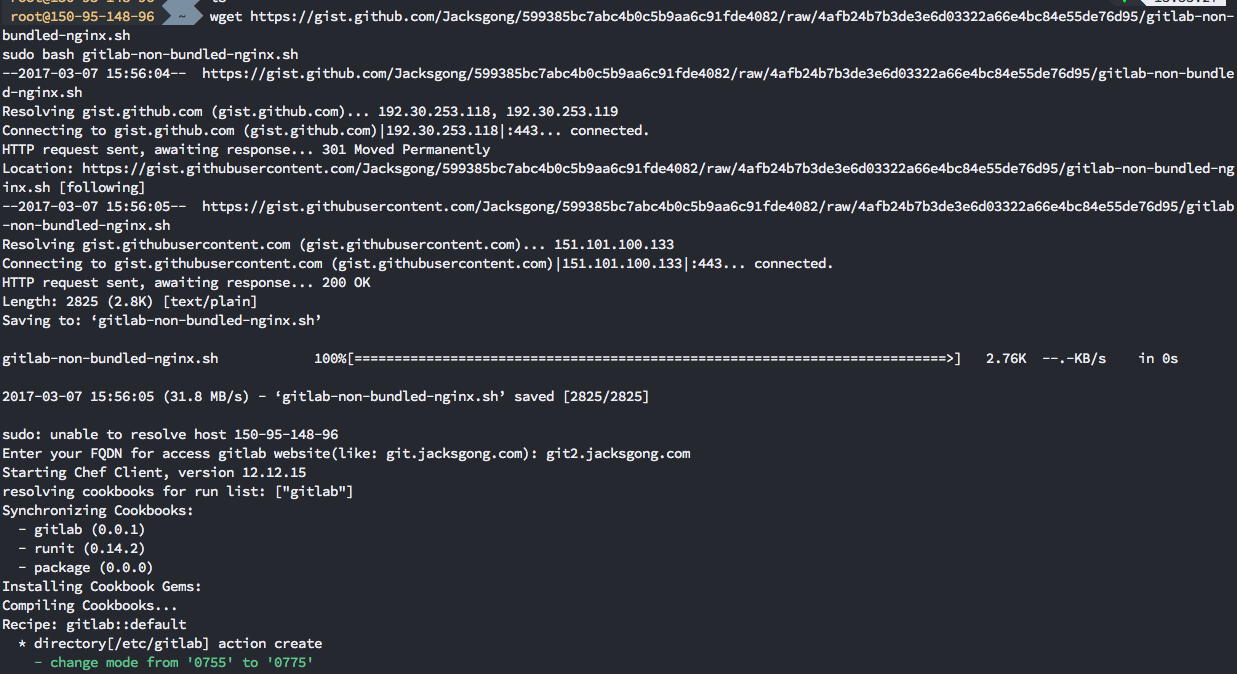 root@150-95-148-96 ~ wget https://gist.github.com/Jacksgong/599385bc7abc4b0c5b9aa6c91fde4082/raw/4afb24b7b3de3e6d03322a66e4bc84e55de76d95/gitlab-non-
bundled-nginx.sh
sudo bash gitlab-non-bundled-nginx.sh
--2017-03-07 15:56:04--  https://gist.github.com/Jacksgong/599385bc7abc4b0c5b9aa6c91fde4082/raw/4afb24b7b3de3e6d03322a66e4bc84e55de76d95/gitlab-non-bundle
d-nginx.sh
Resolving gist.github.com (gist.github.com)... 192.30.253.118, 192.30.253.119
Connecting to gist.github.com (gist.github.com)|192.30.253.118|:443... connected.
HTTP request sent, awaiting response... 301 Moved Permanently
Location: https://gist.githubusercontent.com/Jacksgong/599385bc7abc4b0c5b9aa6c91fde4082/raw/4afb24b7b3de3e6d03322a66e4bc84e55de76d95/gitlab-non-bundled-ng
inx.sh [following]
--2017-03-07 15:56:05--  https://gist.githubusercontent.com/Jacksgong/599385bc7abc4b0c5b9aa6c91fde4082/raw/4afb24b7b3de3e6d03322a66e4bc84e55de76d95/gitlab
-non-bundled-nginx.sh
Resolving gist.githubusercontent.com (gist.githubusercontent.com)... 151.101.100.133
Connecting to gist.githubusercontent.com (gist.githubusercontent.com)|151.101.100.133|:443... connected.
HTTP request sent, awaiting response... 200 OK
Length: 2825 (2.8K) [text/plain]
Saving to: ‘gitlab-non-bundled-nginx.sh’
gitlab-non-bundled-nginx.sh 100%[==========================================================================>] 2.76K --.-KB/s in 0s
2017-03-07 15:56:05 (31.8 MB/s) - ‘gitlab-non-bundled-nginx.sh’ saved [2825/2825]
sudo: unable to resolve host 150-95-148-96
Enter your FQDN for access gitlab website(like: git.jacksgong.com): git2.jacksgong.com
Starting Chef Client, version 12.12.15
resolving cookbooks for run list: ["gitlab"]
Synchronizing Cookbooks:
  - gitlab (0.0.1)
  - runit (0.14.2)
  - package (0.0.0)
Installing Cookbook Gems:
Compiling Cookbooks...
Recipe: gitlab::default
  * directory[/etc/gitlab] action create
    - change mode from '0755' to '0775'